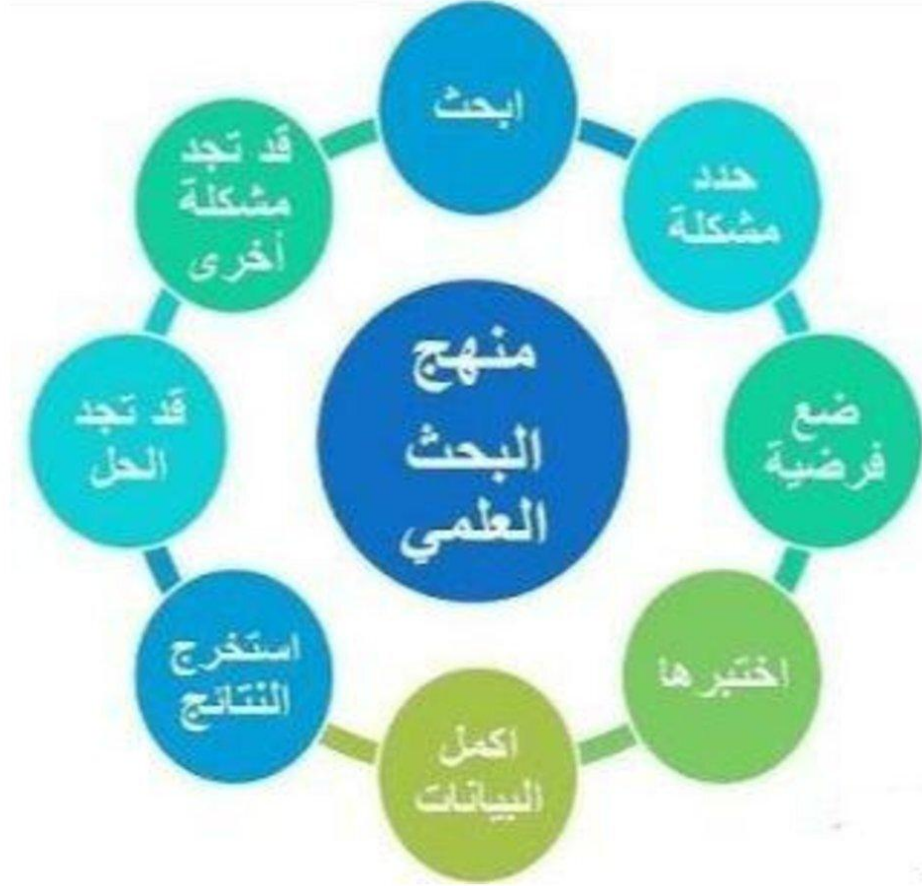 ابحث
حدد
مشكلة
ضع
فرضية
اختبرها
اكمل
البيانات
استخرج
النتائج
قد تجد
الحل
قد تجد
مشكلة
أخرى
منهج
البحث
العلمي